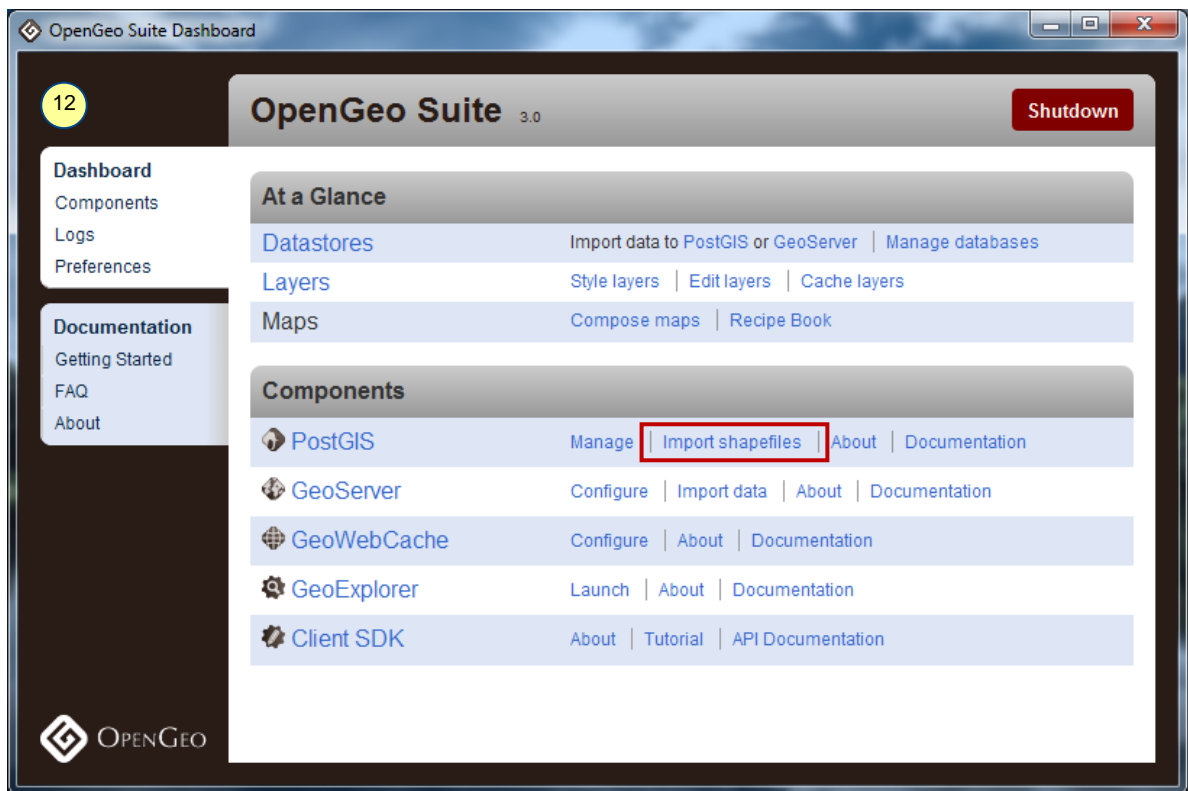 OpenGeo Suite Dashboard
12
OpenGeo Suite 3.0
Shutdown
Dashboard
Components
Logs
Preferences
Documentation
Getting Started
FAQ
About
At a Glance
Datastores Import data to PostGIS or GeoServer | Manage databases
Layers Style layers | Edit layers | Cache layers
Maps Compose maps | Recipe Book
Components
PostGIS Manage | Import shapefiles | About | Documentation
GeoServer Configure | Import data | About | Documentation
GeoWebCache Configure | About | Documentation
GeoExplorer Launch | About | Documentation
Client SDK About | Tutorial | API Documentation
OPENGEO